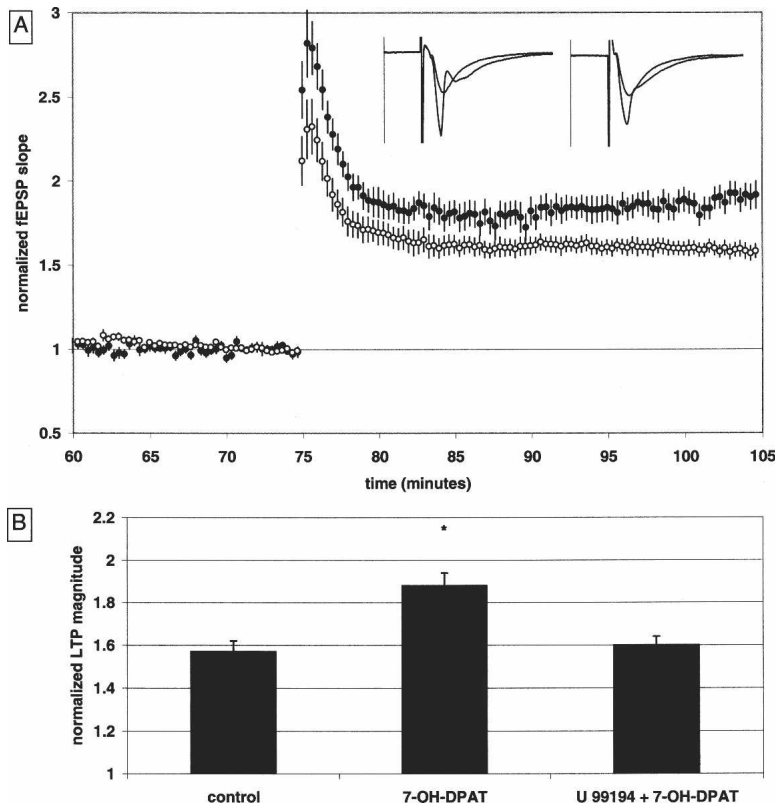 A
3
2.5
2
1.5
1
0.5
normalized fEPSP slope
60 65 70 75 80 85 90 95 100 105
time (minutes)
B
2.2
2
1.8
1.6
1.4
1.2
1
normalized LTP magnitude
*
control 7-OH-DPAT U 99194 + 7-OH-DPAT